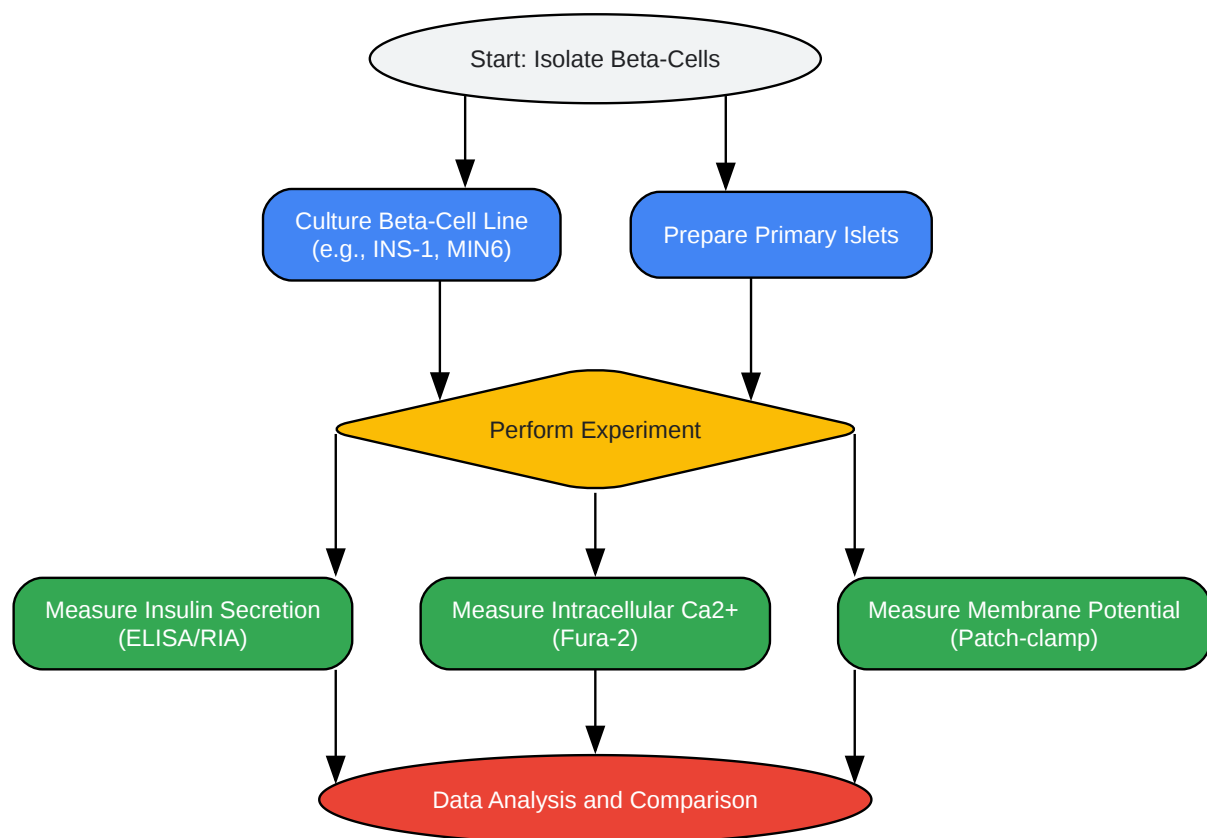 Start: Isolate Beta-Cells
Culture Beta-Cell Line
(e.g., INS-1, MIN6)
Prepare Primary Islets
Perform Experiment
Measure Insulin Secretion
(ELISA/RIA)
Measure Intracellular Ca2+
(Fura-2)
Measure Membrane Potential
(Patch-clamp)
Data Analysis and Comparison